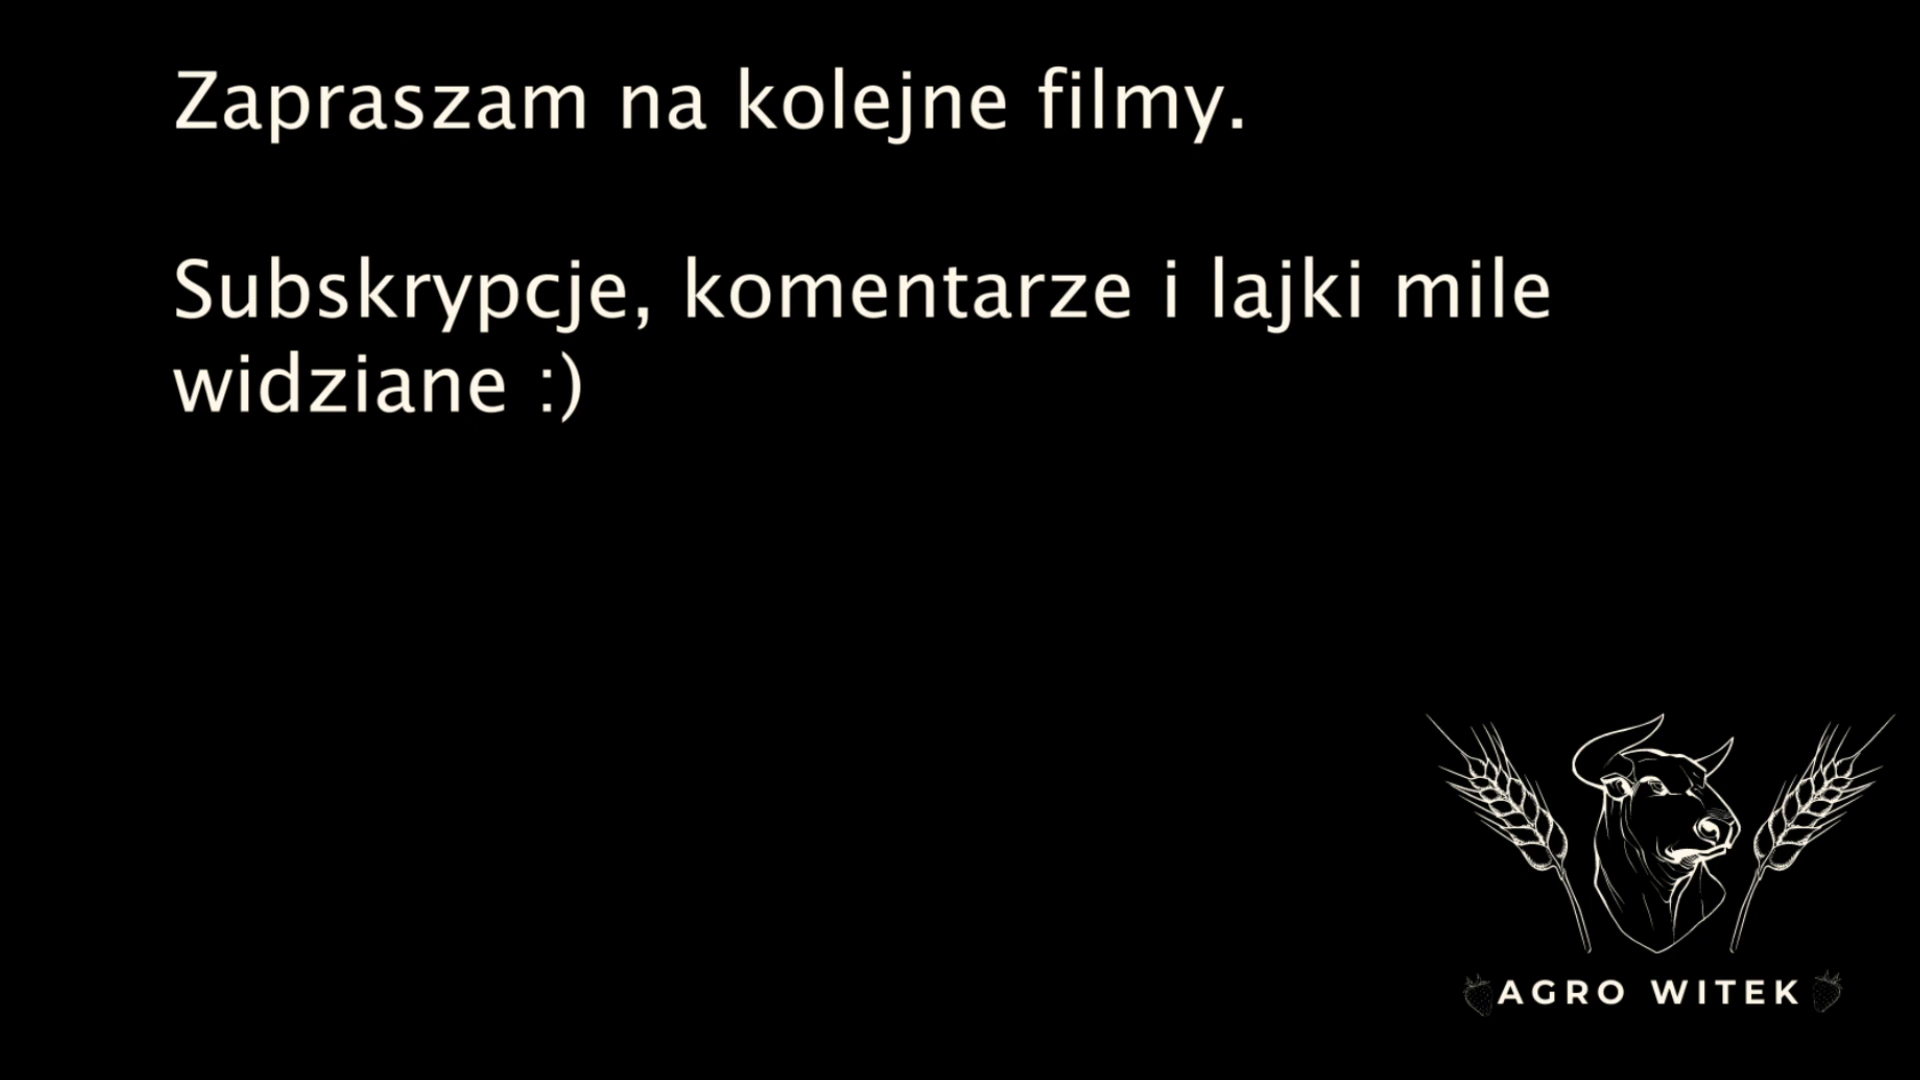 Zapraszam na kolejne filmy.
Subskrypcje, komentarze i lajki mile
widziane :)
AGRO WITEK